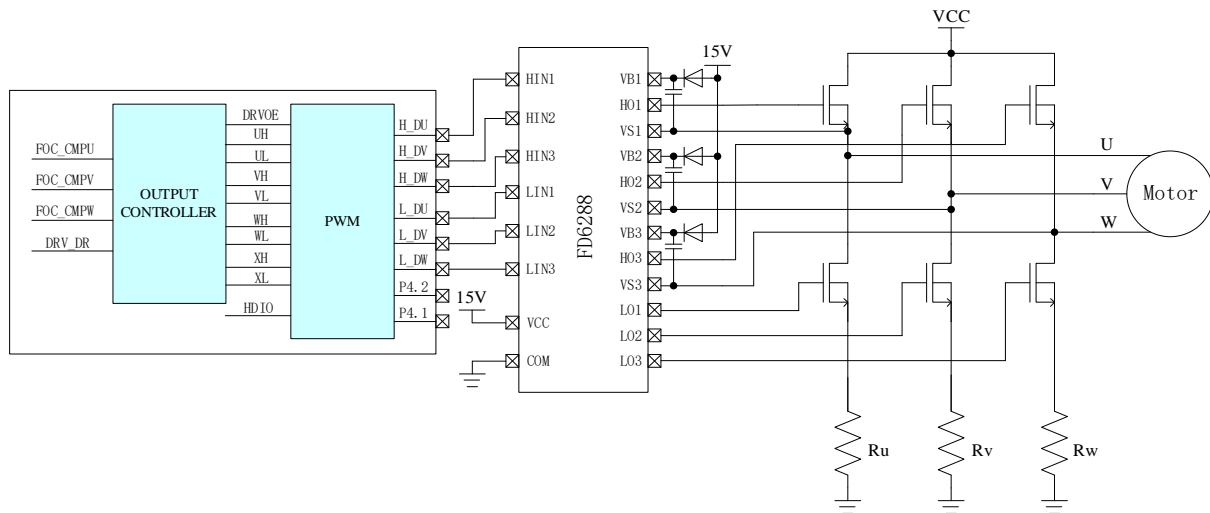 FOC_CMPU
FOC_CMPV
FOC_CMPW
DRV_DR
OUTPUT
CONTROLLER
DRVOE
UH
UL
VH
VL
WH
WL
XH
XL
HDIO
PWM
H_DU
H_DV
H_DW
L_DU
L_DV
L_DW
P4.2
P4.1
15V
HIN1
HIN2
HIN3
LIN1
LIN2
LIN3
VCC
COM
FD6288
VB1
HO1
VS1
VB2
HO2
VS2
VB3
HO3
VS3
LO1
LO2
LO3
15V
VCC
U
V
W
Motor
Ru
Rv
Rw